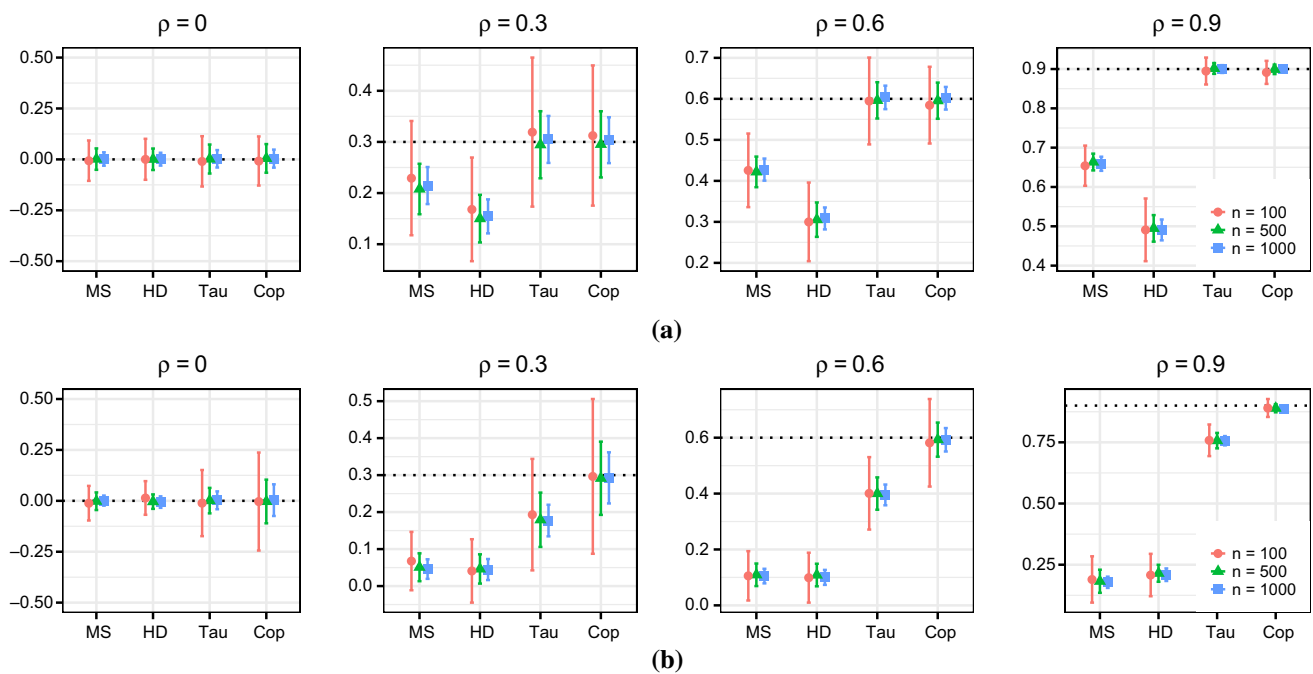 ρ = 0
ρ = 0.3
ρ = 0.6
ρ = 0.9
0.50
0.25
0.00
−0.25
−0.50
MS HD Tau Cop
0.4
0.3
0.2
0.1
MS HD Tau Cop
0.7
0.6
0.5
0.4
0.3
0.2
MS HD Tau Cop
0.9
0.8
0.7
0.6
0.5
0.4
n = 100
n = 500
n = 1000
MS HD Tau Cop
(a)
ρ = 0
ρ = 0.3
ρ = 0.6
ρ = 0.9
0.50
0.25
0.00
−0.25
−0.50
MS HD Tau Cop
0.5
0.4
0.3
0.2
0.1
0.0
MS HD Tau Cop
0.6
0.4
0.2
0.0
MS HD Tau Cop
0.75
0.50
0.25
n = 100
n = 500
n = 1000
MS HD Tau Cop
(b)